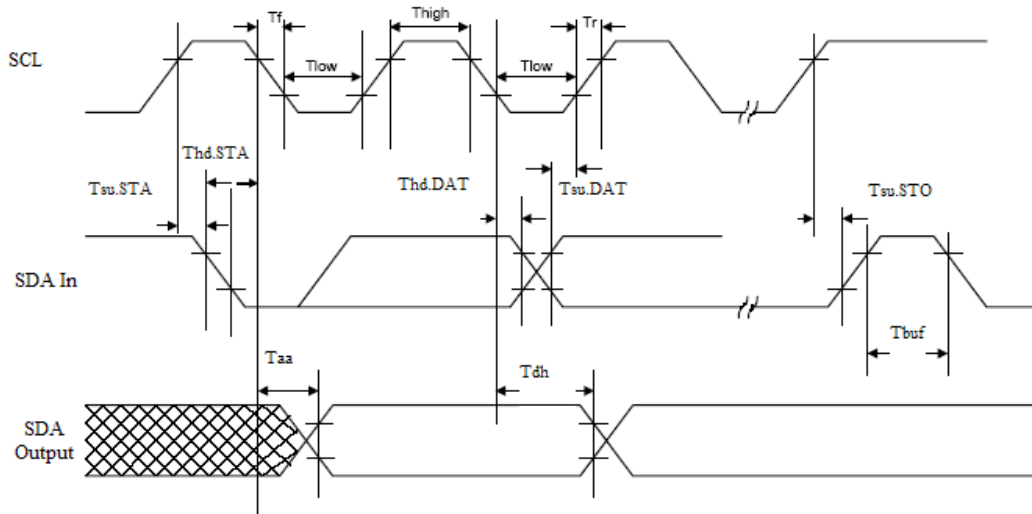 Tf
Thigh
Tr
SCL
Tlow
Tlow
Thd.STA
Tsu.STA
Thd.DAT
Tsu.DAT
Tsu.STO
SDA In
Tbuf
Taa
Tdh
SDA
Output